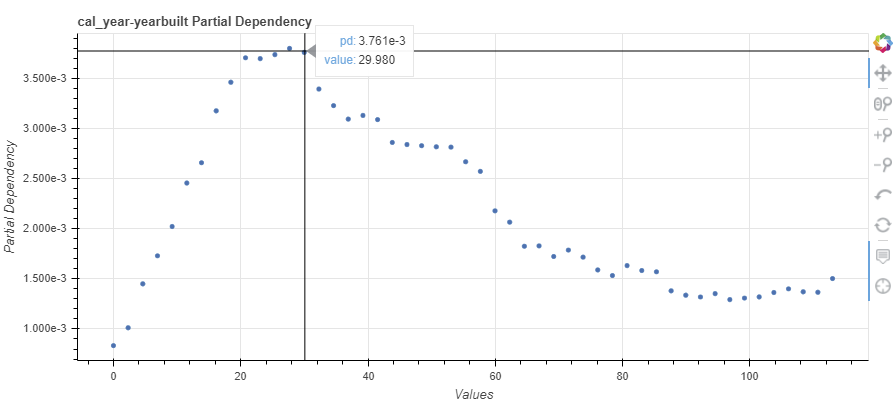 cal_year-yearbuilt Partial Dependency
pd: 3.761e-3
value: 29.980
3.500e-3
3.000e-3
2.500e-3
2.000e-3
1.500e-3
1.000e-3
Partial Dependency
0 20 40 60 80 100
Values